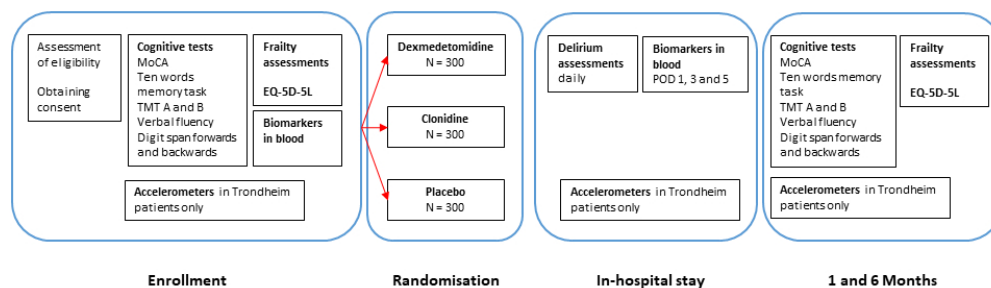 Assessment
of eligibility
Obtaining
consent
Cognitive tests
MoCA
Ten words
memory task
TMT A and B
Verbal fluency
Digit span forwards
and backwards
Frailty
assessments
EQ-5D-5L
Biomarkers
in blood
Accelerometers in Trondheim
patients only
Enrollment
Dexmedetomidine
N = 300
Clonidine
N = 300
Placebo
N = 300
Randomisation
Delirium
assessments
daily
Biomarkers in
blood
POD 1, 3 and 5
Accelerometers in Trondheim
patients only
In-hospital stay
Cognitive tests
MoCA
Ten words memory
task
TMT A and B
Verbal fluency
Digit span forwards
and backwards
Frailty
assessments
EQ-5D-5L
Accelerometers in Trondheim
patients only
1 and 6 Months